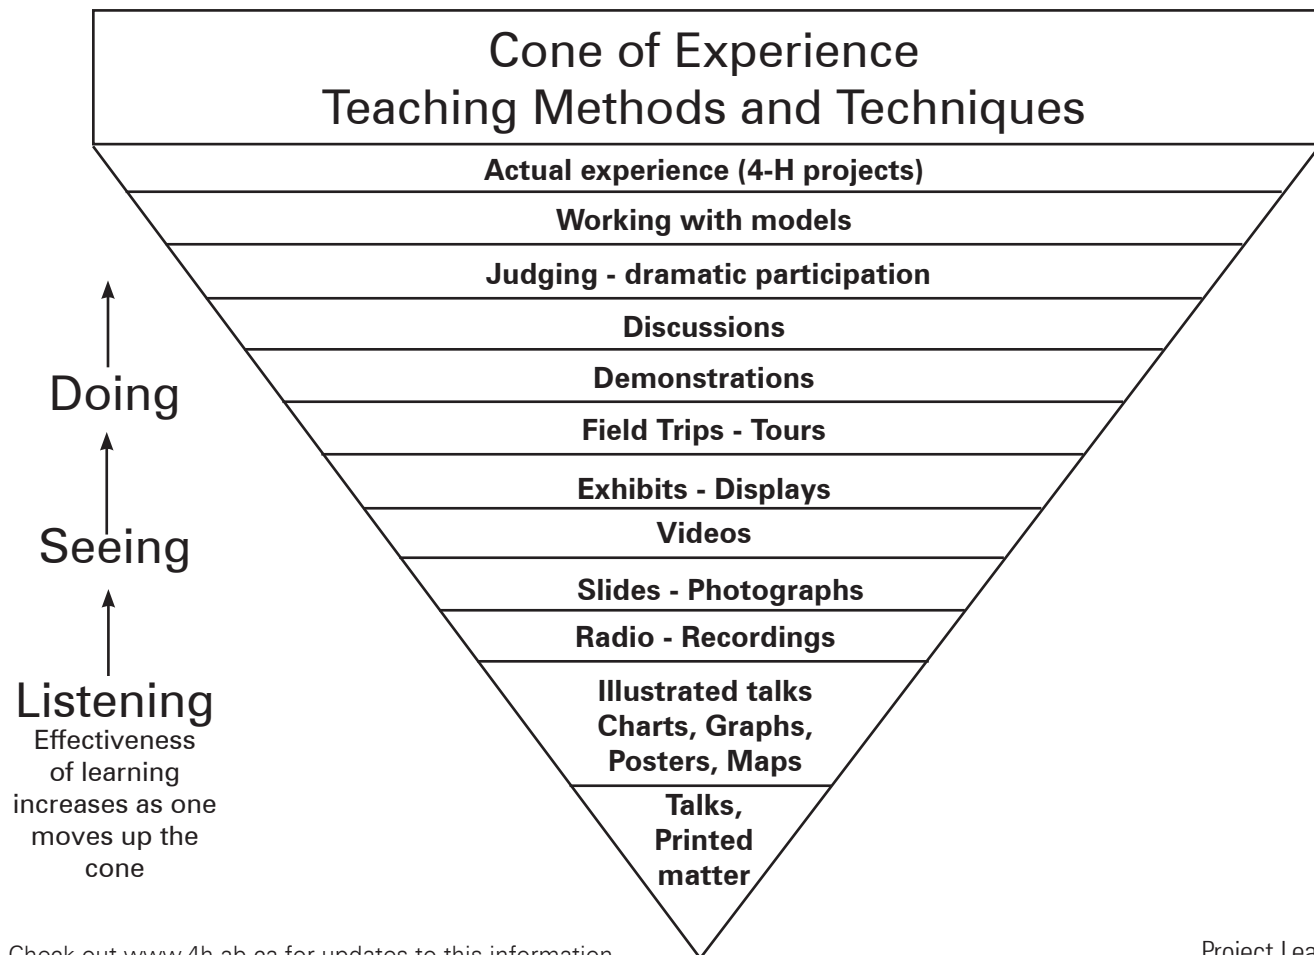 Cone of Experience
Teaching Methods and Techniques
Actual experience (4-H projects)
Working with models
Judging - dramatic participation
Discussions
Demonstrations
Field Trips - Tours
Exhibits - Displays
Videos
Slides - Photographs
Radio - Recordings
Illustrated talks
Charts, Graphs,
Posters, Maps
Talks,
Printed
matter
Doing
Seeing
Listening
Effectiveness
of learning
increases as one
moves up the
cone
Check out www.4h.ab.ca for updates to this information
Project